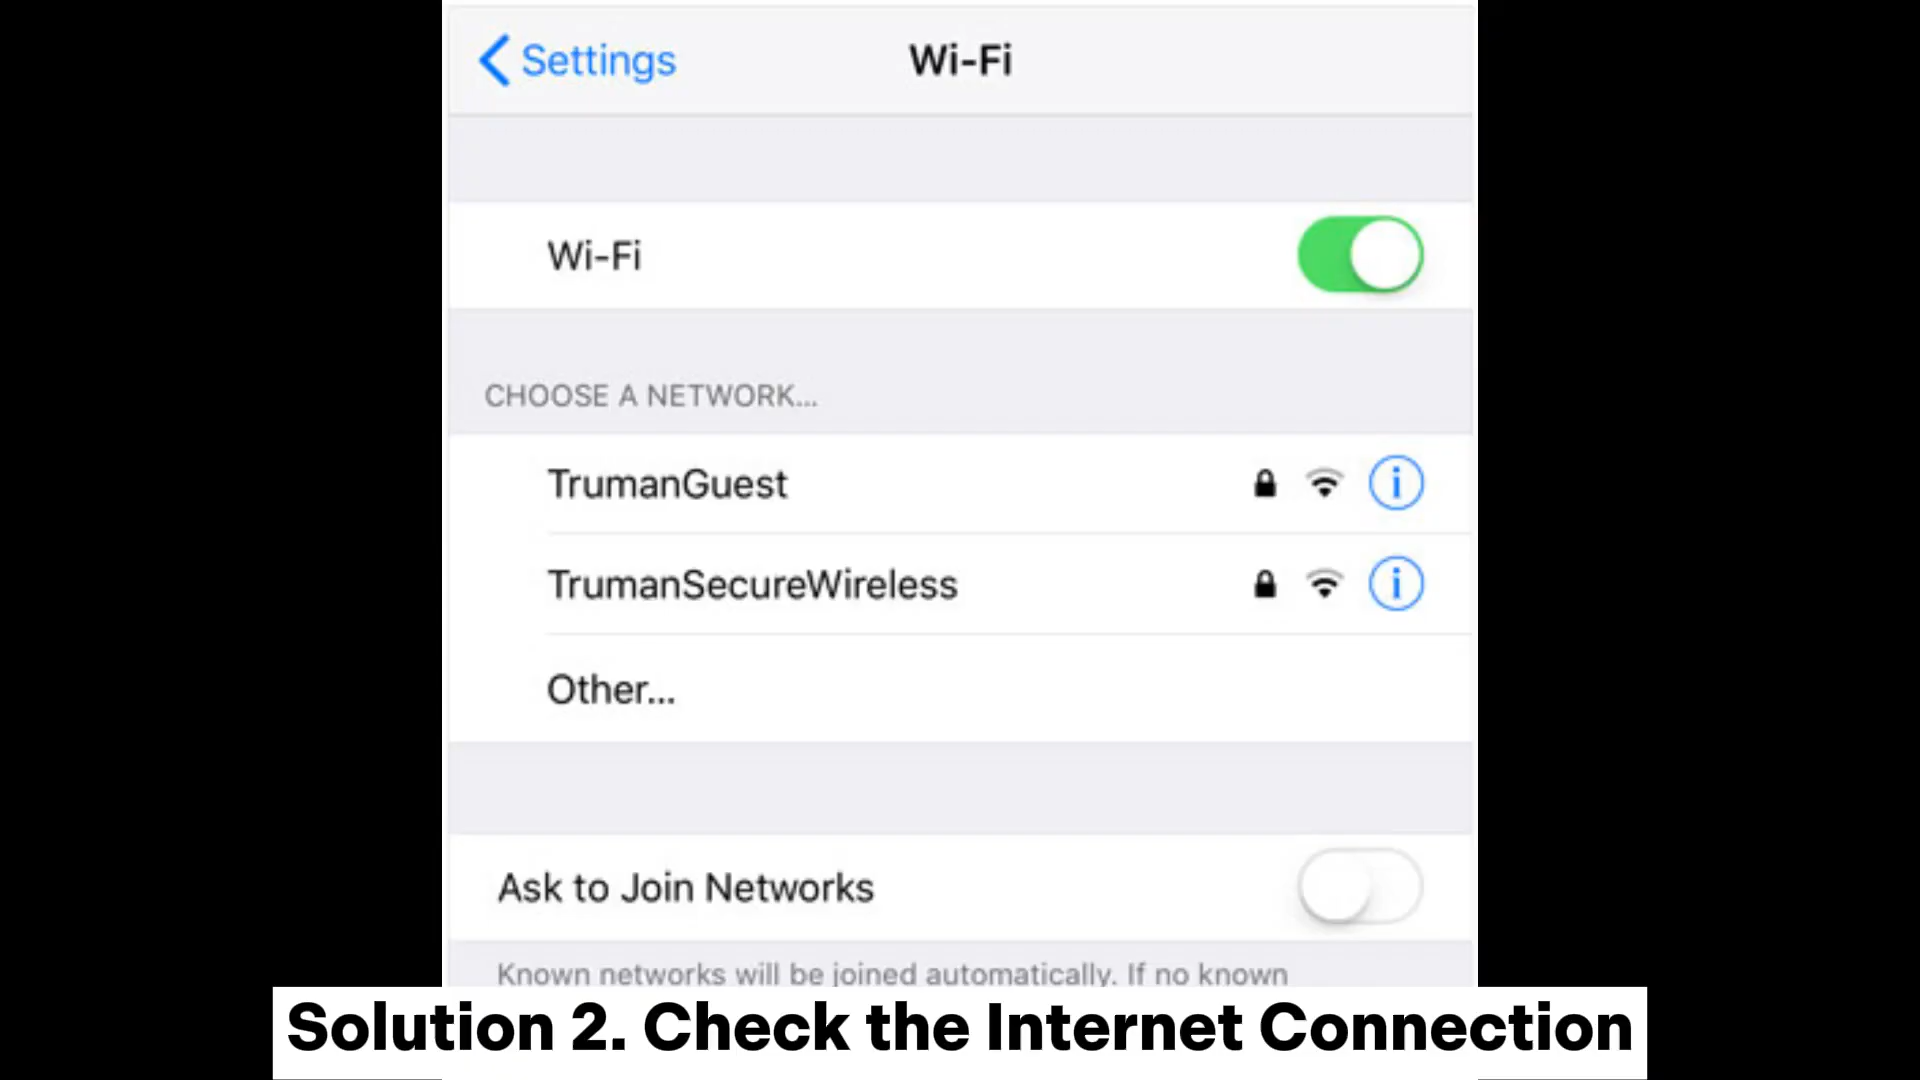 Settings
Wi-Fi
Wi-Fi
CHOOSE A NETWORK...
TrumanGuest
TrumanSecureWireless
Other...
Ask to Join Networks
Known networks will be joined automatically. If no known
Solution 2. Check the Internet Connection